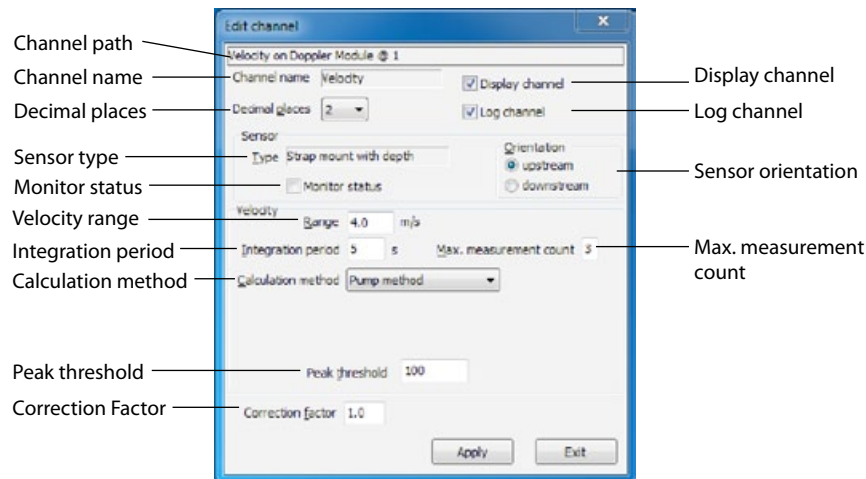 Edit channel
Velocity on Doppler Module @ 1
Channel path
Channel name
Channel name Velocity
Display channel
Display channel
Decimal places
Decimal places 2
Log channel
Log channel
Sensor
Orientation
Sensor type
Type Strap mount with depth
upstream
Sensor orientation
Monitor status
Monitor status
downstream
Velocity range
Velocity
Range 4.0 m/s
Integration period
Integration period 5 s
Max. measurement count 3
Max. measurement
count
Calculation method
Calculation method Pump method
Peak threshold
Peak threshold 100
Correction Factor
Correction factor 1.0
Apply
Exit